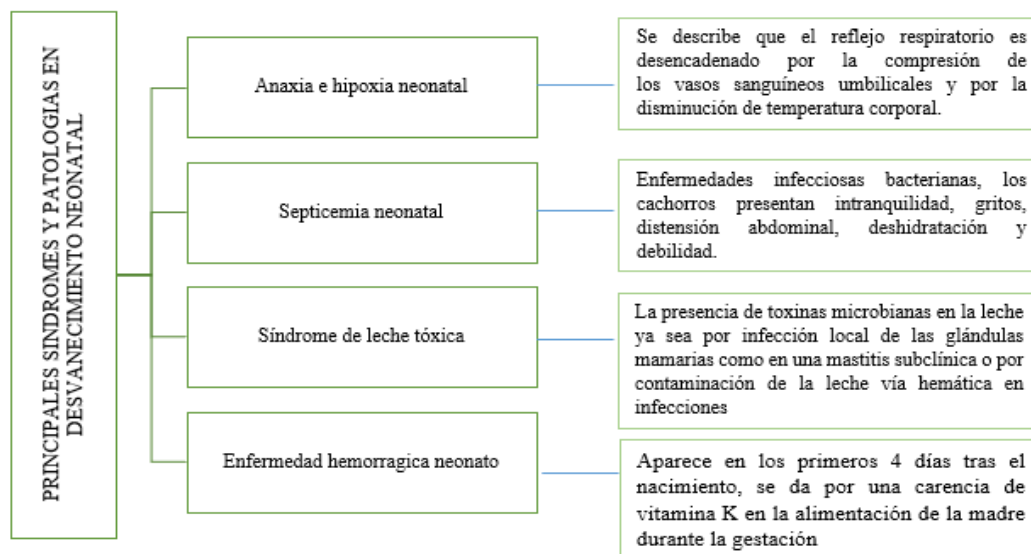 PRINCIPALES SINDROMES Y PATOLOGIAS EN
DESVANECIMIENTO NEONATAL
Anaxia e hipoxia neonatal
Se describe que el reflejo respiratorio es
desencadenado por la compresión de
los vasos sanguíneos umbilicales y por la
disminución de temperatura corporal.
Septicemia neonatal
Enfermedades infecciosas bacterianas, los
cachorros presentan intranquilidad, gritos,
distensión abdominal, deshidratación y
debilidad.
Síndrome de leche tóxica
La presencia de toxinas microbianas en la leche
ya sea por infección local de las glándulas
mamarias como en una mastitis subclínica o por
contaminación de la leche vía hemática en
infecciones
Enfermedad hemorragica neonato
Aparece en los primeros 4 días tras el
nacimiento, se da por una carencia de
vitamina K en la alimentación de la madre
durante la gestación